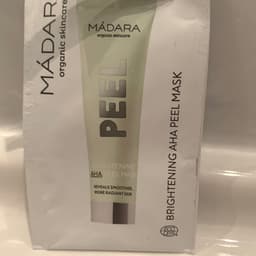 MÁDARA
organic skincare
MÁDARA
organic skincare
PEEL
AHA
REVEALS SMOOTHER,
MORE RADIANT SKIN
BRIGHTENING AHA PEEL MASK